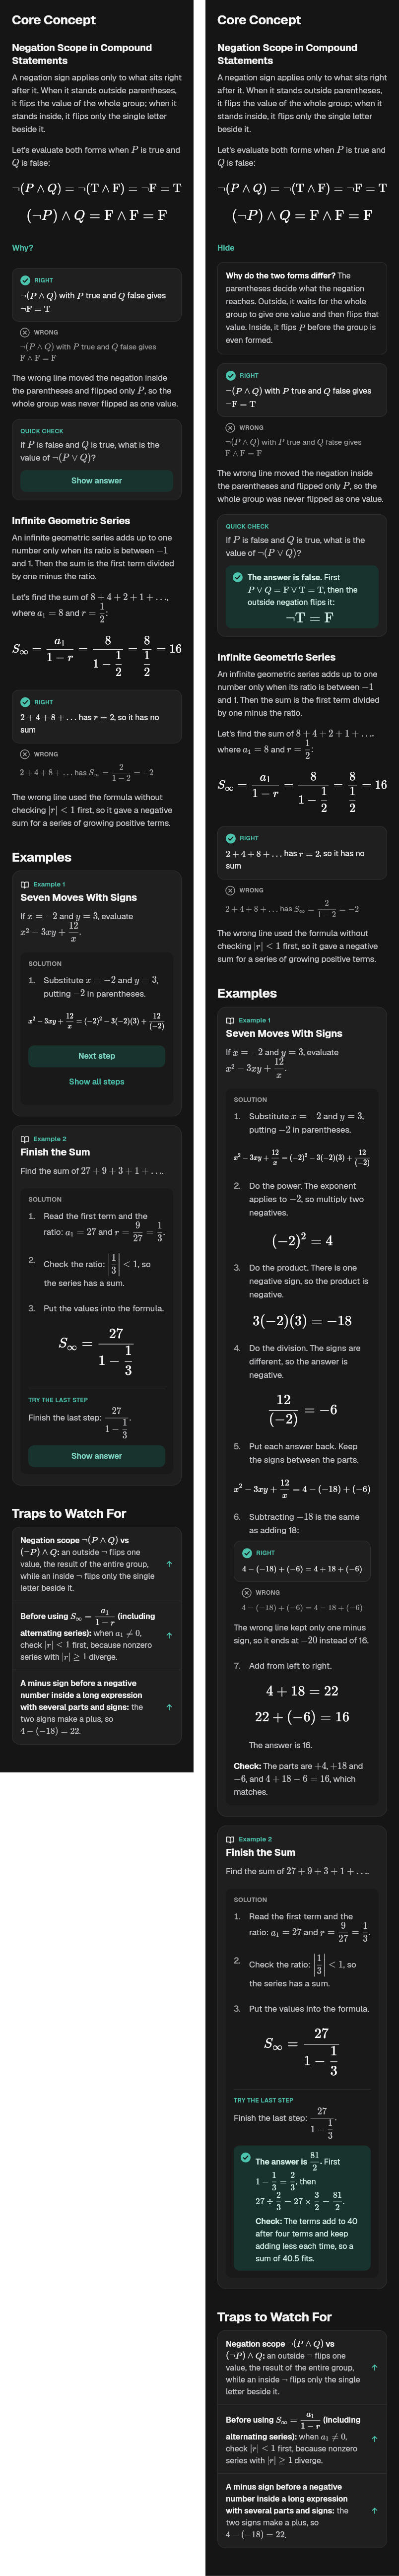 Core Concept
Negation Scope in Compound
Statements
A negation sign applies only to what sits right
after it. When it stands outside parentheses,
it flips the value of the whole group; when it
stands inside, it flips only the single letter
beside it.
Let's evaluate both forms when P is true and
Q is false:
¬(P ∧ Q) = ¬(T ∧ F) = ¬F = T
(¬P) ∧ Q = F ∧ F = F
Why?
RIGHT
¬(P ∧ Q) with P true and Q false gives
¬F = T
WRONG
¬(P ∧ Q) with P true and Q false gives
F ∧ F = F
The wrong line moved the negation inside
the parentheses and flipped only P, so the
whole group was never flipped as one value.
QUICK CHECK
If P is false and Q is true, what is the
value of ¬(P ∨ Q)?
Show answer
Infinite Geometric Series
An infinite geometric series adds up to one
number only when its ratio is between −1
and 1. Then the sum is the first term divided
by one minus the ratio.
Let's find the sum of 8 + 4 + 2 + 1 + …,
where a₁ = 8 and r = 1/2:
S∞ = a₁/(1 − r) = 8/(1 − 1/2) = 8/(1/2) = 16
RIGHT
2 + 4 + 8 + … has r = 2, so it has no
sum
WRONG
2 + 4 + 8 + … has S∞ = 2/(1 − 2) = −2
The wrong line used the formula without
checking |r| < 1 first, so it gave a negative
sum for a series of growing positive terms.
Examples
Example 1
Seven Moves With Signs
If x = −2 and y = 3, evaluate
x² − 3xy + 12/x.
SOLUTION
1. Substitute x = −2 and y = 3,
putting −2 in parentheses.
x² − 3xy + 12/x = (−2)² − 3(−2)(3) + 12/(−2)
Next step
Show all steps
Example 2
Finish the Sum
Find the sum of 27 + 9 + 3 + 1 + ….
SOLUTION
1. Read the first term and the
ratio: a₁ = 27 and r = 9/27 = 1/3.
2. Check the ratio: |1/3| < 1, so
the series has a sum.
3. Put the values into the formula.
S∞ = 27/(1 − 1/3)
TRY THE LAST STEP
Finish the last step: 27/(1 − 1/3).
Show answer
Traps to Watch For
Negation scope ¬(P ∧ Q) vs
(¬P) ∧ Q: an outside ¬ flips one
value, the result of the entire group,
while an inside ¬ flips only the single
letter beside it.
Before using S∞ = a₁/(1 − r) (including
alternating series): when a₁ ≠ 0,
check |r| < 1 first, because nonzero
series with |r| ≥ 1 diverge.
A minus sign before a negative
number inside a long expression
with several parts and signs: the
two signs make a plus, so
4 − (−18) = 22.
Core Concept
Negation Scope in Compound
Statements
A negation sign applies only to what sits right
after it. When it stands outside parentheses,
it flips the value of the whole group; when it
stands inside, it flips only the single letter
beside it.
Let's evaluate both forms when P is true and
Q is false:
¬(P ∧ Q) = ¬(T ∧ F) = ¬F = T
(¬P) ∧ Q = F ∧ F = F
Hide
Why do the two forms differ? The
parentheses decide what the negation
reaches. Outside, it waits for the whole
group to give one value and then flips that
value. Inside, it flips P before the group is
even formed.
RIGHT
¬(P ∧ Q) with P true and Q false gives
¬F = T
WRONG
¬(P ∧ Q) with P true and Q false gives
F ∧ F = F
The wrong line moved the negation inside
the parentheses and flipped only P, so the
whole group was never flipped as one value.
QUICK CHECK
If P is false and Q is true, what is the
value of ¬(P ∨ Q)?
The answer is false. First
P ∨ Q = F ∨ T = T, then the
outside negation flips it:
¬T = F
Infinite Geometric Series
An infinite geometric series adds up to one
number only when its ratio is between −1
and 1. Then the sum is the first term divided
by one minus the ratio.
Let's find the sum of 8 + 4 + 2 + 1 + …,
where a₁ = 8 and r = 1/2:
S∞ = a₁/(1 − r) = 8/(1 − 1/2) = 8/(1/2) = 16
RIGHT
2 + 4 + 8 + … has r = 2, so it has no
sum
WRONG
2 + 4 + 8 + … has S∞ = 2/(1 − 2) = −2
The wrong line used the formula without
checking |r| < 1 first, so it gave a negative
sum for a series of growing positive terms.
Examples
Example 1
Seven Moves With Signs
If x = −2 and y = 3, evaluate
x² − 3xy + 12/x.
SOLUTION
1. Substitute x = −2 and y = 3,
putting −2 in parentheses.
x² − 3xy + 12/x = (−2)² − 3(−2)(3) + 12/(−2)
2. Do the power. The exponent
applies to −2, so multiply two
negatives.
(−2)² = 4
3. Do the product. There is one
negative sign, so the product is
negative.
3(−2)(3) = −18
4. Do the division. The signs are
different, so the answer is
negative.
12/(−2) = −6
5. Put each answer back. Keep
the signs between the parts.
x² − 3xy + 12/x = 4 − (−18) + (−6)
6. Subtracting −18 is the same
as adding 18:
RIGHT
4 − (−18) + (−6) = 4 + 18 + (−6)
WRONG
4 − (−18) + (−6) = 4 − 18 + (−6)
The wrong line kept only one minus
sign, so it ends at −20 instead of 16.
7. Add from left to right.
4 + 18 = 22
22 + (−6) = 16
The answer is 16.
Check: The parts are +4, +18 and
−6, and 4 + 18 − 6 = 16, which
matches.
Example 2
Finish the Sum
Find the sum of 27 + 9 + 3 + 1 + ….
SOLUTION
1. Read the first term and the
ratio: a₁ = 27 and r = 9/27 = 1/3.
2. Check the ratio: |1/3| < 1, so
the series has a sum.
3. Put the values into the formula.
S∞ = 27/(1 − 1/3)
TRY THE LAST STEP
Finish the last step: 27/(1 − 1/3).
The answer is 81/2. First
1 − 1/3 = 2/3, then
27 ÷ 2/3 = 27 × 3/2 = 81/2.
Check: The terms add to 40
after four terms and keep
adding less each time, so a
sum of 40.5 fits.
Traps to Watch For
Negation scope ¬(P ∧ Q) vs
(¬P) ∧ Q: an outside ¬ flips one
value, the result of the entire group,
while an inside ¬ flips only the single
letter beside it.
Before using S∞ = a₁/(1 − r) (including
alternating series): when a₁ ≠ 0,
check |r| < 1 first, because nonzero
series with |r| ≥ 1 diverge.
A minus sign before a negative
number inside a long expression
with several parts and signs: the
two signs make a plus, so
4 − (−18) = 22.